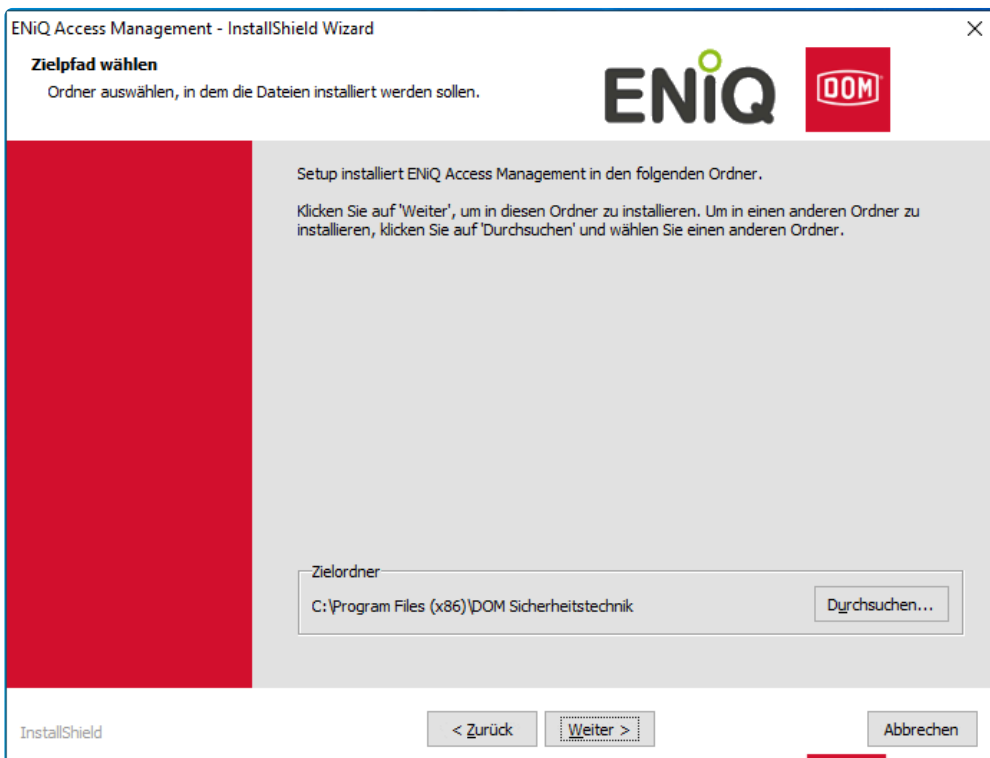 ENiQ Access Management - InstallShield Wizard
Zielpfad wählen
Ordner auswählen, in dem die Dateien installiert werden sollen.
ENiQ
DOM
Setup installiert ENiQ Access Management in den folgenden Ordner.
Klicken Sie auf 'Weiter', um in diesen Ordner zu installieren. Um in einen anderen Ordner zu
installieren, klicken Sie auf 'Durchsuchen' und wählen Sie einen anderen Ordner.
Zielordner
C:\Program Files (x86)\DOM Sicherheitstechnik
Durchsuchen...
InstallShield
< Zurück
Weiter >
Abbrechen